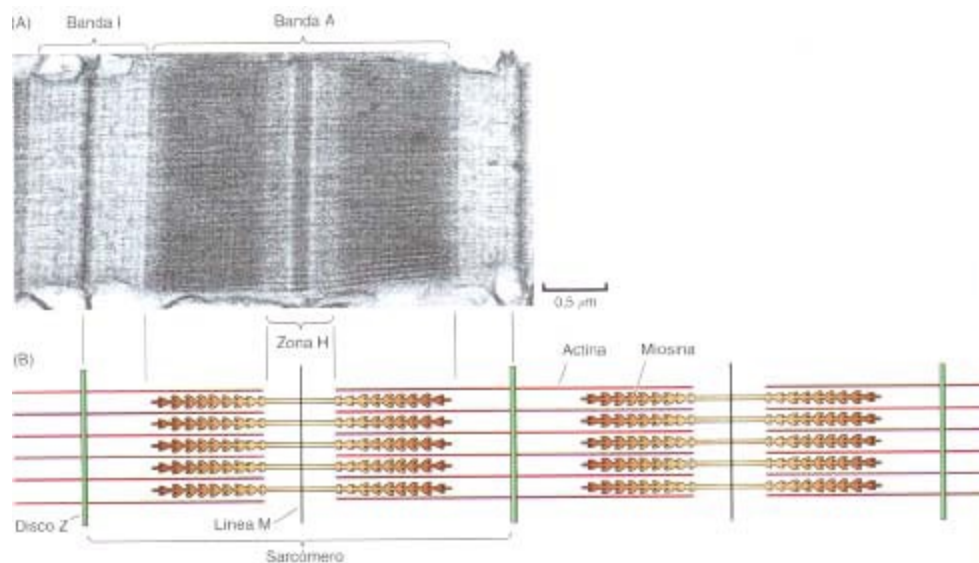 (A)
Banda I
Banda A
0,5 μm
Zona H
(B)
Actina
Miosina
Disco Z
Línea M
Sarcómero